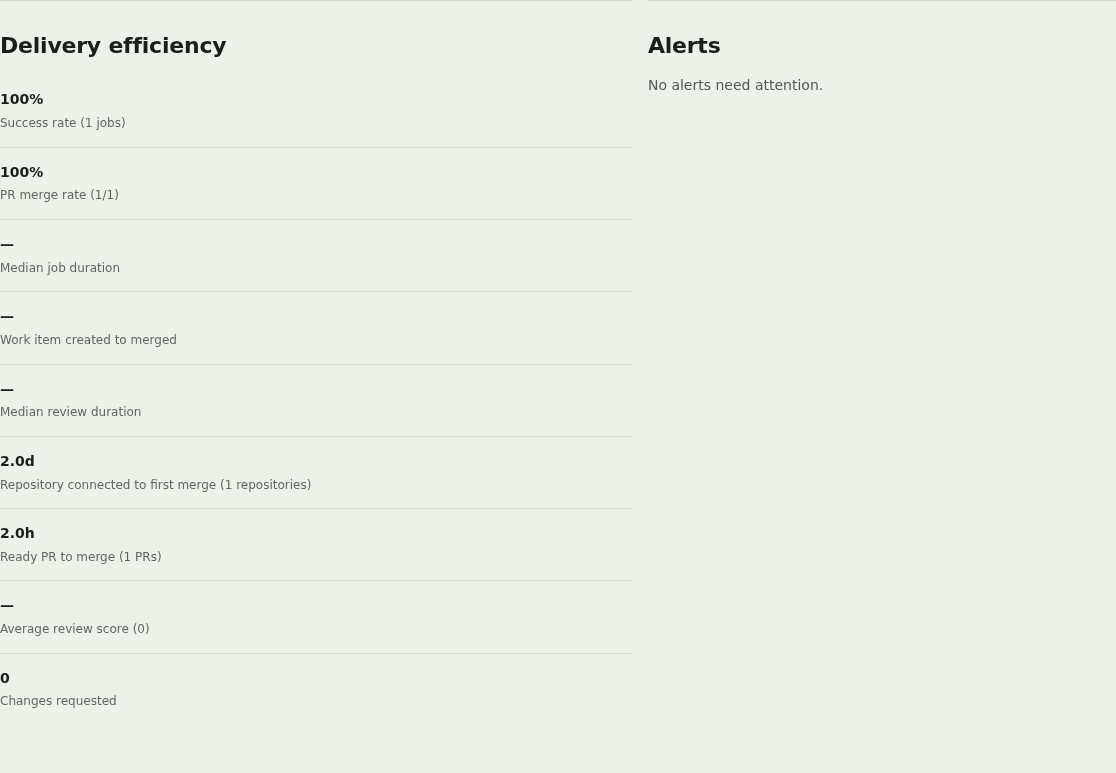 Delivery efficiency
100%
Success rate (1 jobs)
100%
PR merge rate (1/1)
—
Median job duration
—
Work item created to merged
—
Median review duration
2.0d
Repository connected to first merge (1 repositories)
2.0h
Ready PR to merge (1 PRs)
—
Average review score (0)
0
Changes requested
Alerts
No alerts need attention.